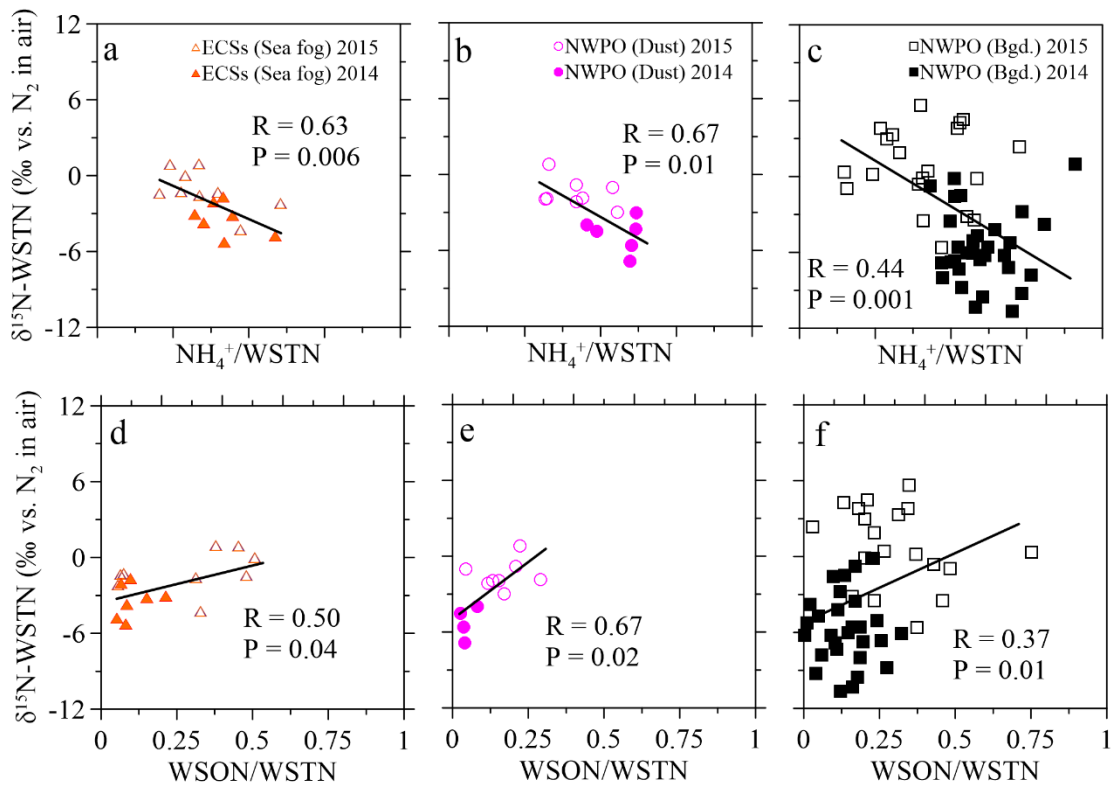 δ¹⁵N-WSTN (‰ vs. N₂ in air)
12
6
0
-6
-12
a
△ ECSs (Sea fog) 2015
▲ ECSs (Sea fog) 2014
R = 0.63
P = 0.006
NH₄⁺/WSTN
b
○ NWPO (Dust) 2015
● NWPO (Dust) 2014
R = 0.67
P = 0.01
NH₄⁺/WSTN
c
□ NWPO (Bgd.) 2015
■ NWPO (Bgd.) 2014
R = 0.44
P = 0.001
NH₄⁺/WSTN
δ¹⁵N-WSTN (‰ vs. N₂ in air)
12
6
0
-6
-12
d
R = 0.50
P = 0.04
0 0.25 0.5 0.75 1
WSON/WSTN
e
R = 0.67
P = 0.02
0 0.25 0.5 0.75 1
WSON/WSTN
f
R = 0.37
P = 0.01
0 0.25 0.5 0.75 1
WSON/WSTN